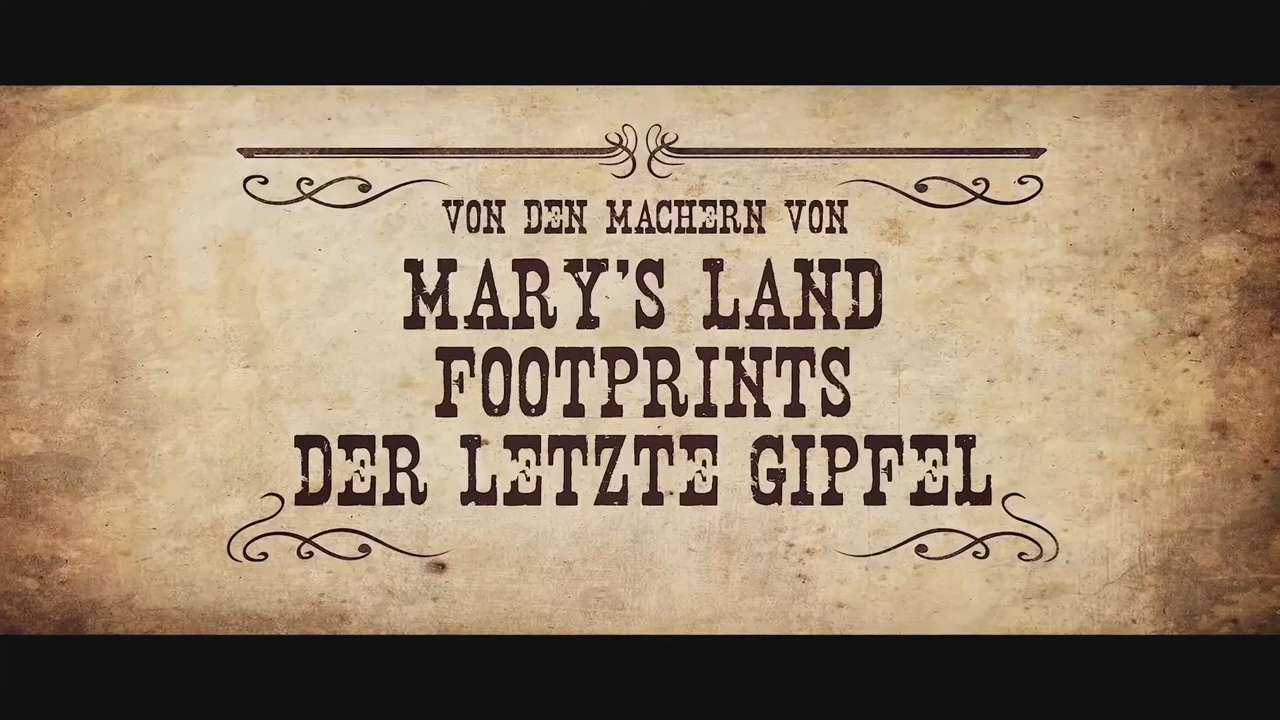 VON DEN MACHERN VON
MARY'S LAND
FOOTPRINTS
DER LETZTE GIPFEL